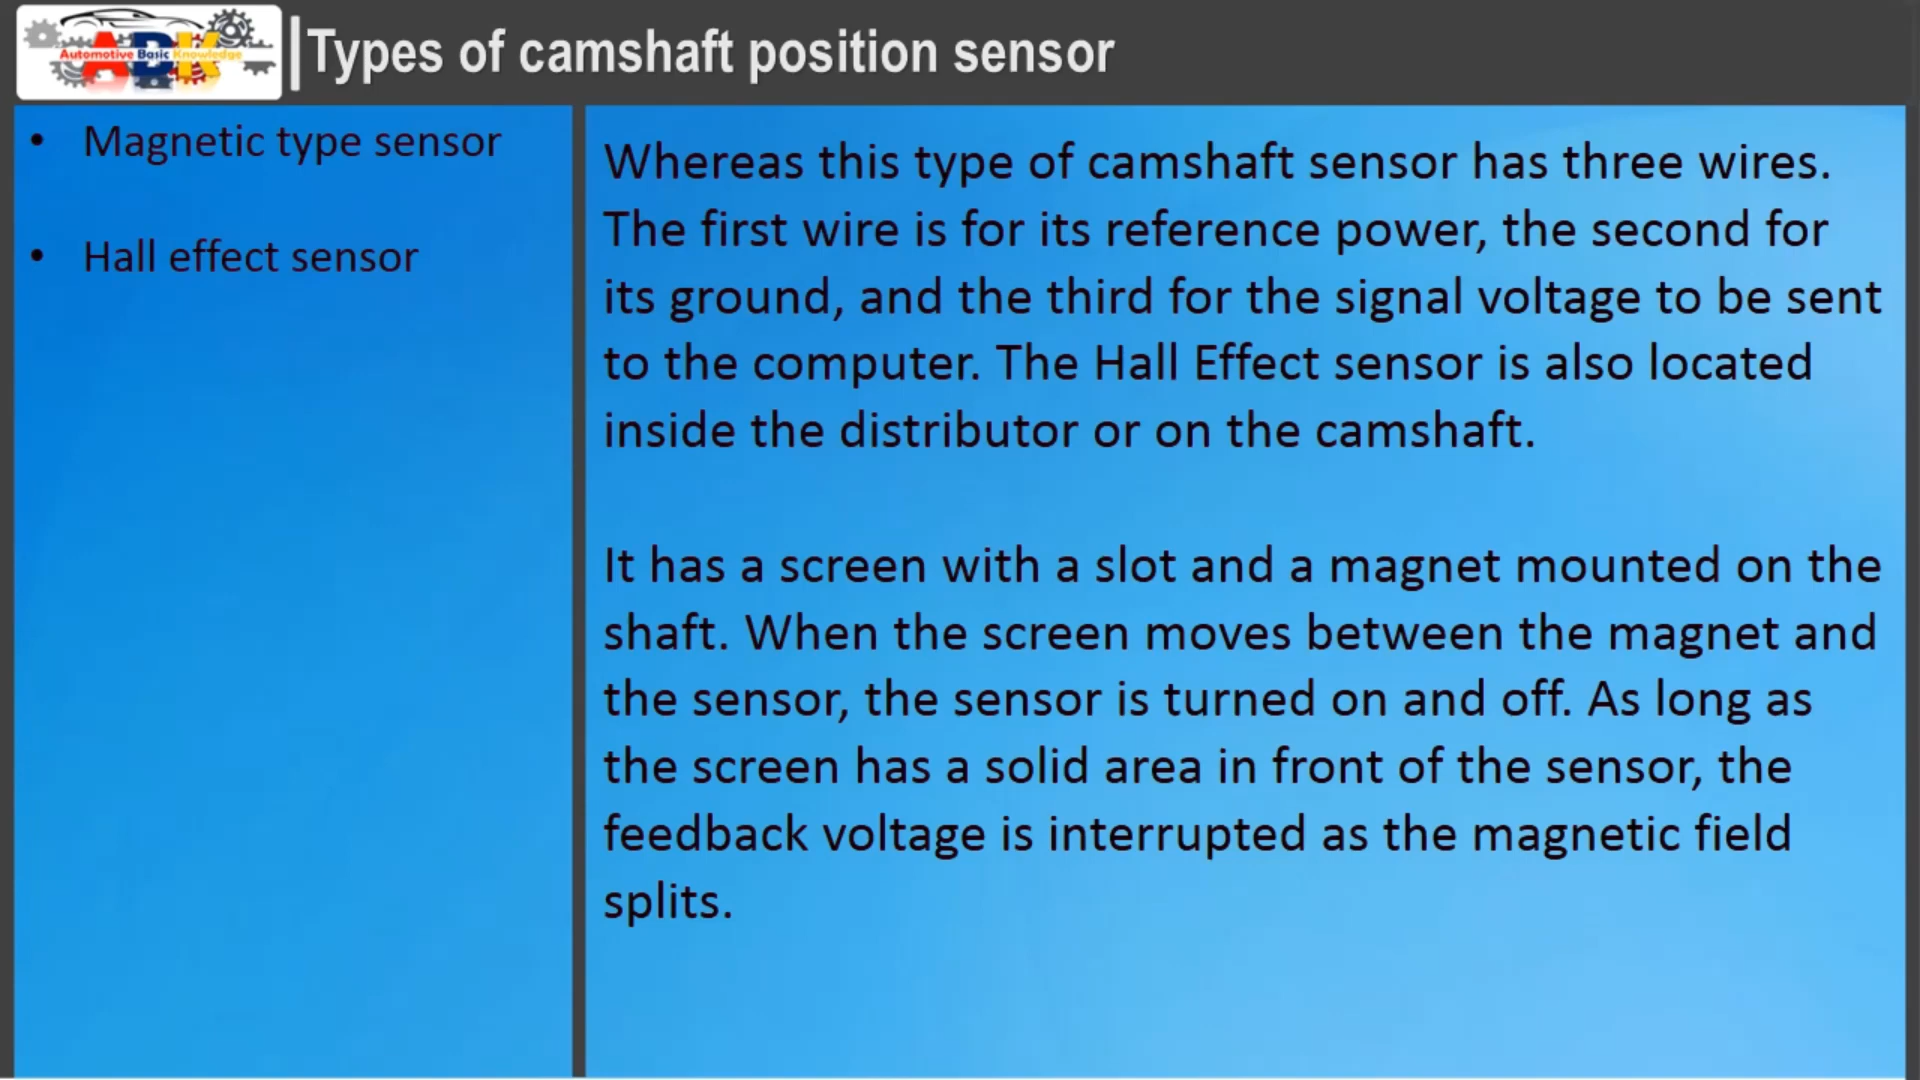 ABK
Automotive Basic Knowledge
Types of camshaft position sensor
• Magnetic type sensor
• Hall effect sensor
Whereas this type of camshaft sensor has three wires.
The first wire is for its reference power, the second for
its ground, and the third for the signal voltage to be sent
to the computer. The Hall Effect sensor is also located
inside the distributor or on the camshaft.
It has a screen with a slot and a magnet mounted on the
shaft. When the screen moves between the magnet and
the sensor, the sensor is turned on and off. As long as
the screen has a solid area in front of the sensor, the
feedback voltage is interrupted as the magnetic field
splits.